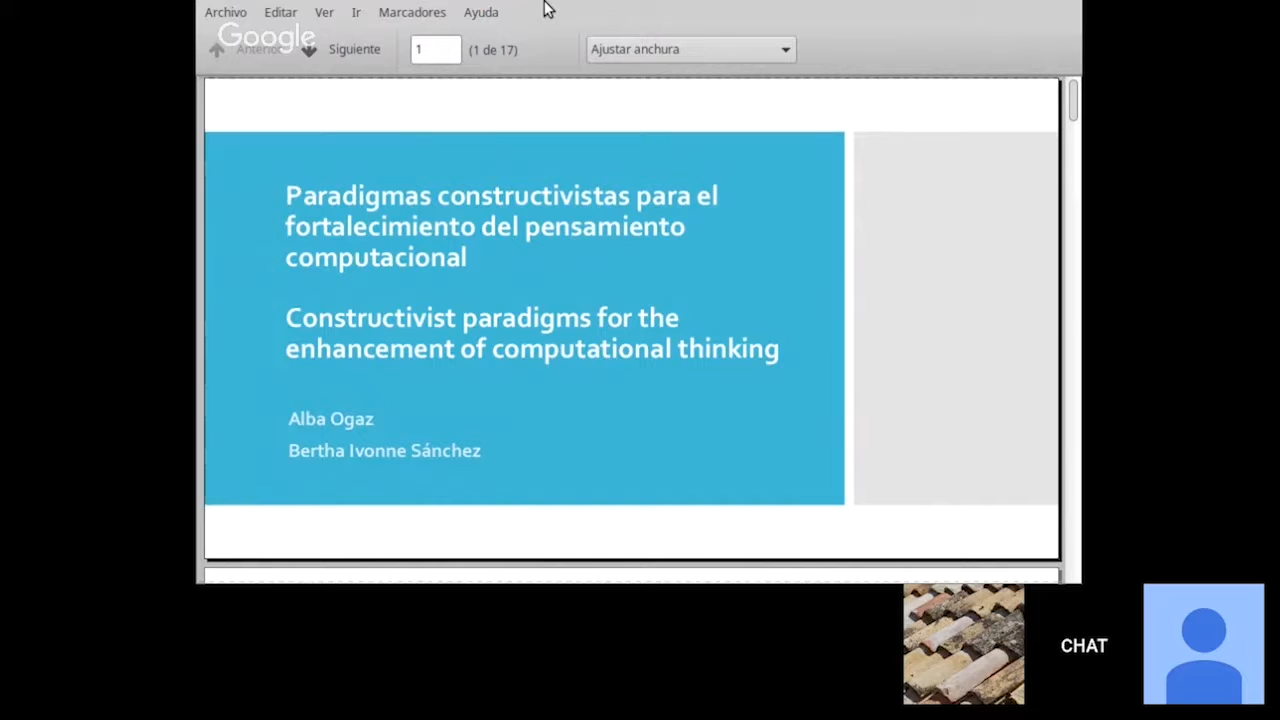 Archivo Editar Ver Ir Marcadores Ayuda
Google
Anterior Siguiente 1 (1 de 17) Ajustar anchura
Paradigmas constructivistas para el
fortalecimiento del pensamiento
computacional
Constructivist paradigms for the
enhancement of computational thinking
Alba Ogaz
Bertha Ivonne Sánchez
CHAT